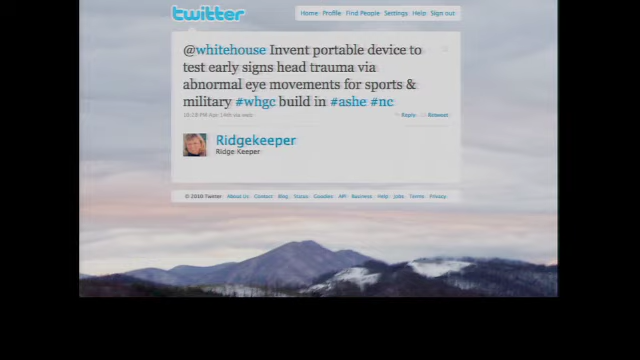 twitter
Home Profile Find People Settings Help Sign out
@whitehouse Invent portable device to
test early signs head trauma via
abnormal eye movements for sports &
military #whgc build in #ashe #nc
Reply Retweet
Ridgekeeper
Ridge Keeper
© 2010 Twitter About Us Contact Blog Status Goodies API Business Help Jobs Terms Privacy